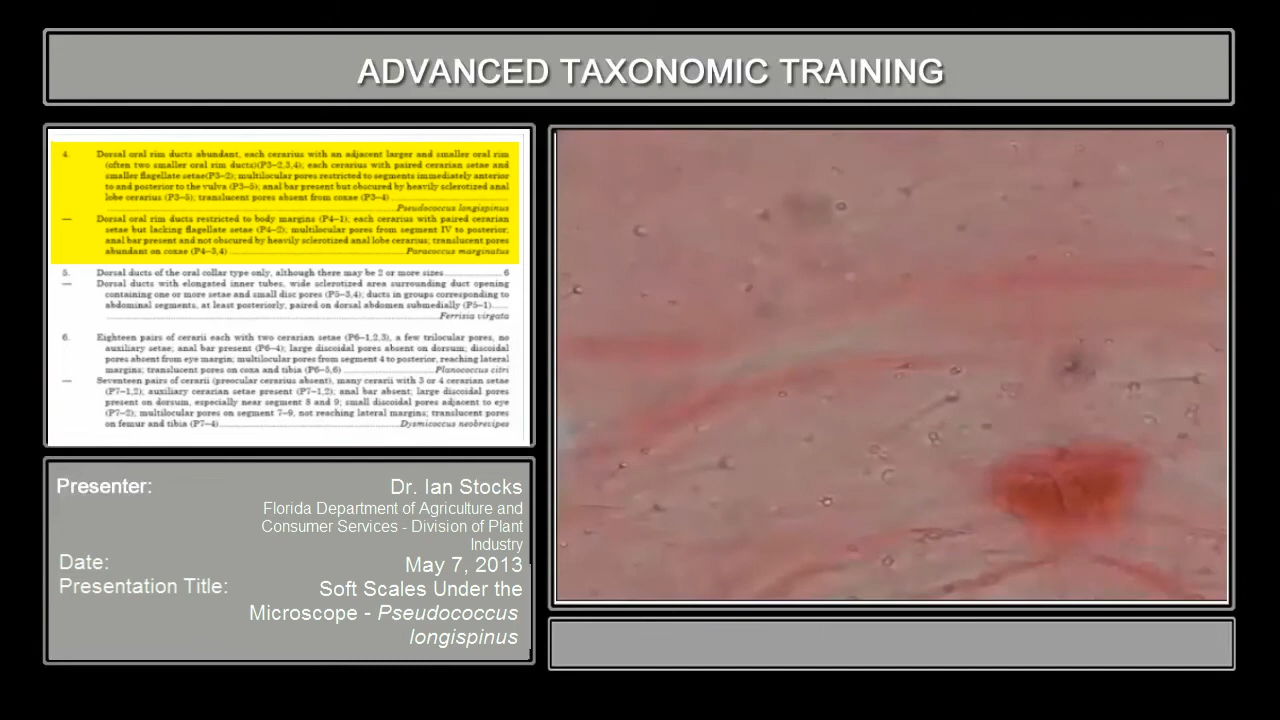 ADVANCED TAXONOMIC TRAINING
4. Dorsal oral rim ducts abundant, each cerarius with an adjacent larger and smaller oral rim
(often two smaller oral rim ducts)(P3–2,3,4); each cerarius with paired cerarian setae and
smaller flagellate setae(P3–2); multilocular pores restricted to segments immediately anterior
to and posterior to the vulva (P3–5); anal bar present but obscured by heavily sclerotized anal
lobe cerarius (P3–5); translucent pores absent from coxae (P3–4)
Pseudococcus longispinus
— Dorsal oral rim ducts restricted to body margins (P4–1); each cerarius with paired cerarian
setae but lacking flagellate setae (P4–2); multilocular pores from segment IV to posterior;
anal bar present and not obscured by heavily sclerotized anal lobe cerarius; translucent pores
abundant on coxae (P4–3,4) Paracoccus marginatus
5. Dorsal ducts of the oral collar type only, although there may be 2 or more sizes 6
— Dorsal ducts with elongated inner tubes, wide sclerotized area surrounding duct opening
containing one or more setae and small disc pores (P5–3,4); ducts in groups corresponding to
abdominal segments, at least posteriorly, paired on dorsal abdomen submedially (P5–1)
Ferrisia virgata
6. Eighteen pairs of cerarii each with two cerarian setae (P6–1,2,3), a few trilocular pores, no
auxiliary setae; anal bar present (P6–4); large discoidal pores absent on dorsum; discoidal
pores absent from eye margin; multilocular pores from segment 4 to posterior, reaching lateral
margins; translucent pores on coxa and tibia (P6–5,6) Planococcus citri
— Seventeen pairs of cerarii (preocular cerarius absent), many cerarii with 3 or 4 cerarian setae
(P7–1,2); auxiliary cerarian setae present (P7–1,2); anal bar absent; large discoidal pores
present on dorsum, especially near segment 8 and 9; small discoidal pores adjacent to eye
(P7–2); multilocular pores on segment 7–9, not reaching lateral margins; translucent pores
on femur and tibia (P7–4) Dysmicoccus neobrevipes
Presenter: Dr. Ian Stocks
Florida Department of Agriculture and
Consumer Services - Division of Plant
Industry
Date: May 7, 2013
Presentation Title: Soft Scales Under the
Microscope - Pseudococcus
longispinus